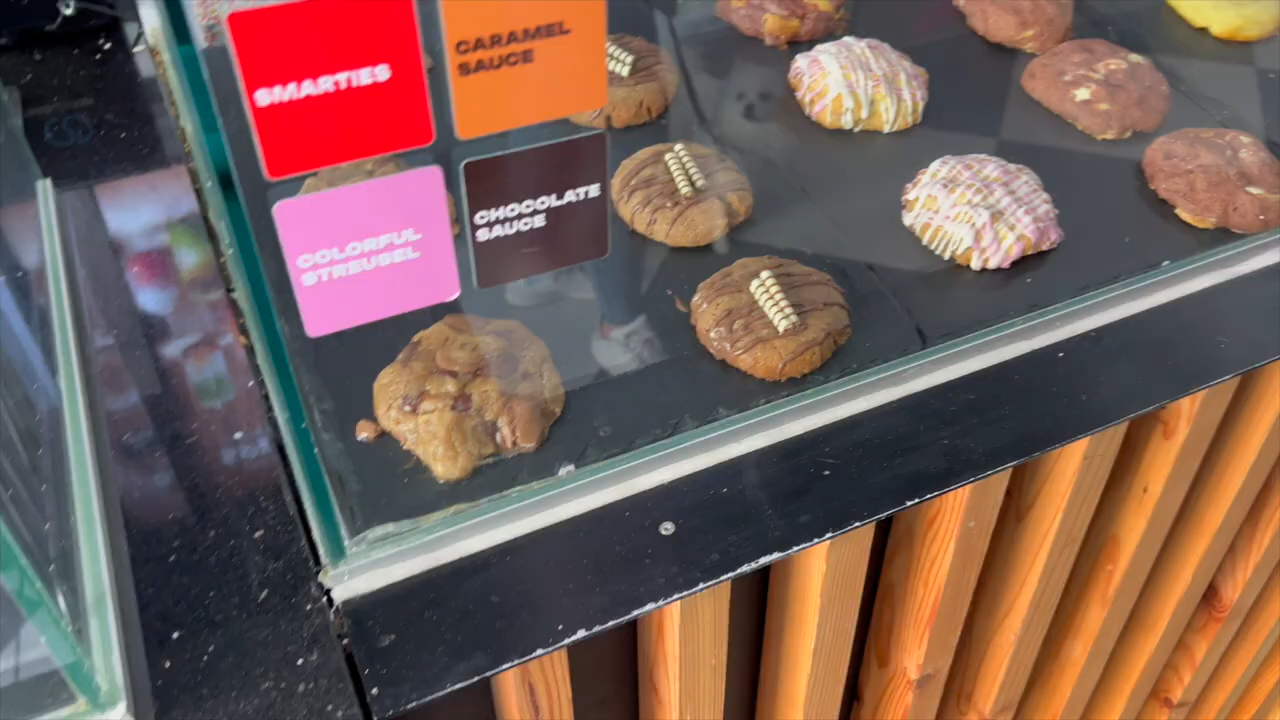 SMARTIES
CARAMEL
SAUCE
COLORFUL
STREUSEL
CHOCOLATE
SAUCE